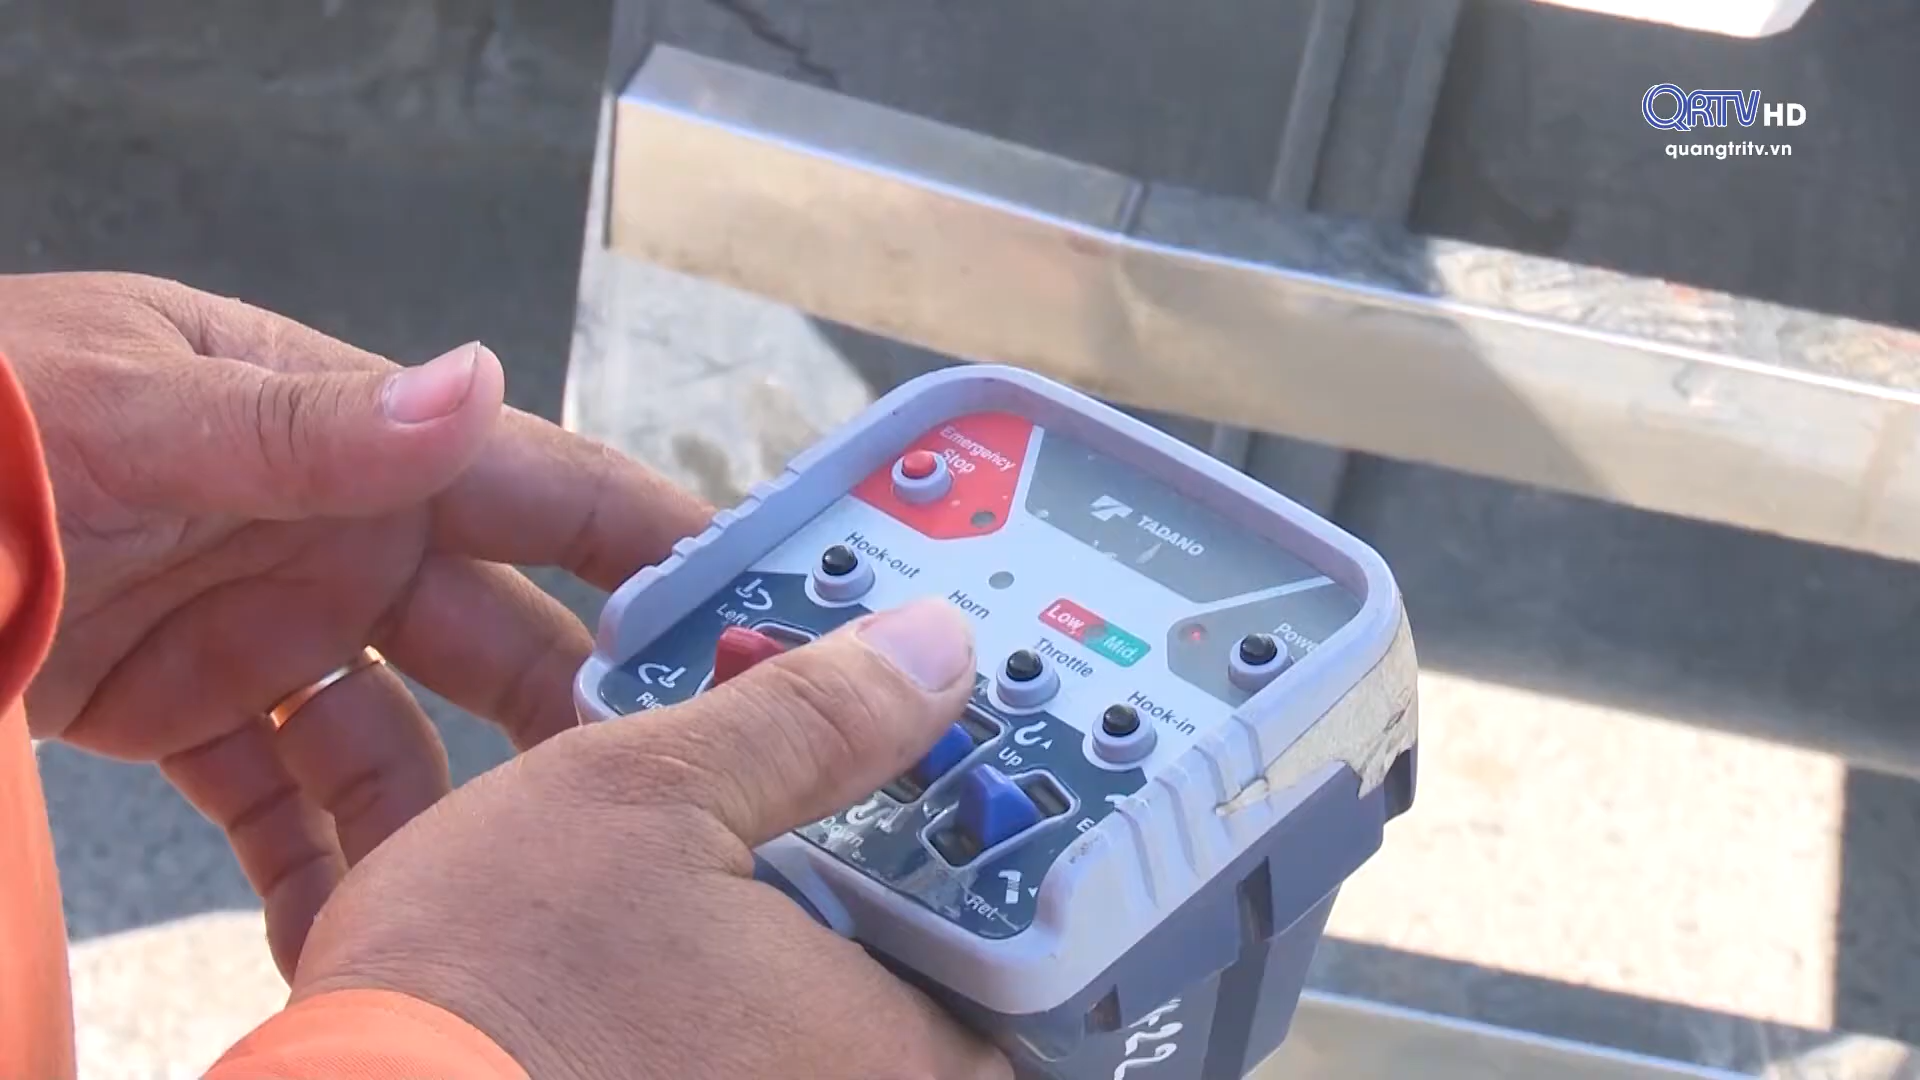 QRTV HD
quangtritv.vn
Emergency
Stop
TADANO
Hook-out
Horn
Low
Mid.
Power
Left
Throttle
Hook-in
Up
Down
Ret.